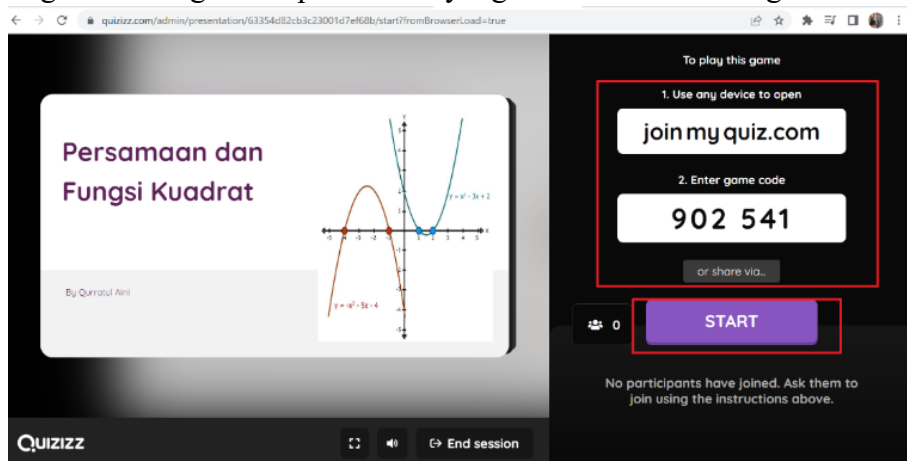 quizizz.com/admin/presentation/63354d82cb3c23001d7ef68b/start?fromBrowserLoad=true
Persamaan dan
Fungsi Kuadrat
y = x² - 3x + 2
y = -x² - 5x - 4
By Qurratul Aini
To play this game
1. Use any device to open
joinmyquiz.com
2. Enter game code
902 541
or share via...
0
START
No participants have joined. Ask them to
join using the instructions above.
Quizizz
End session